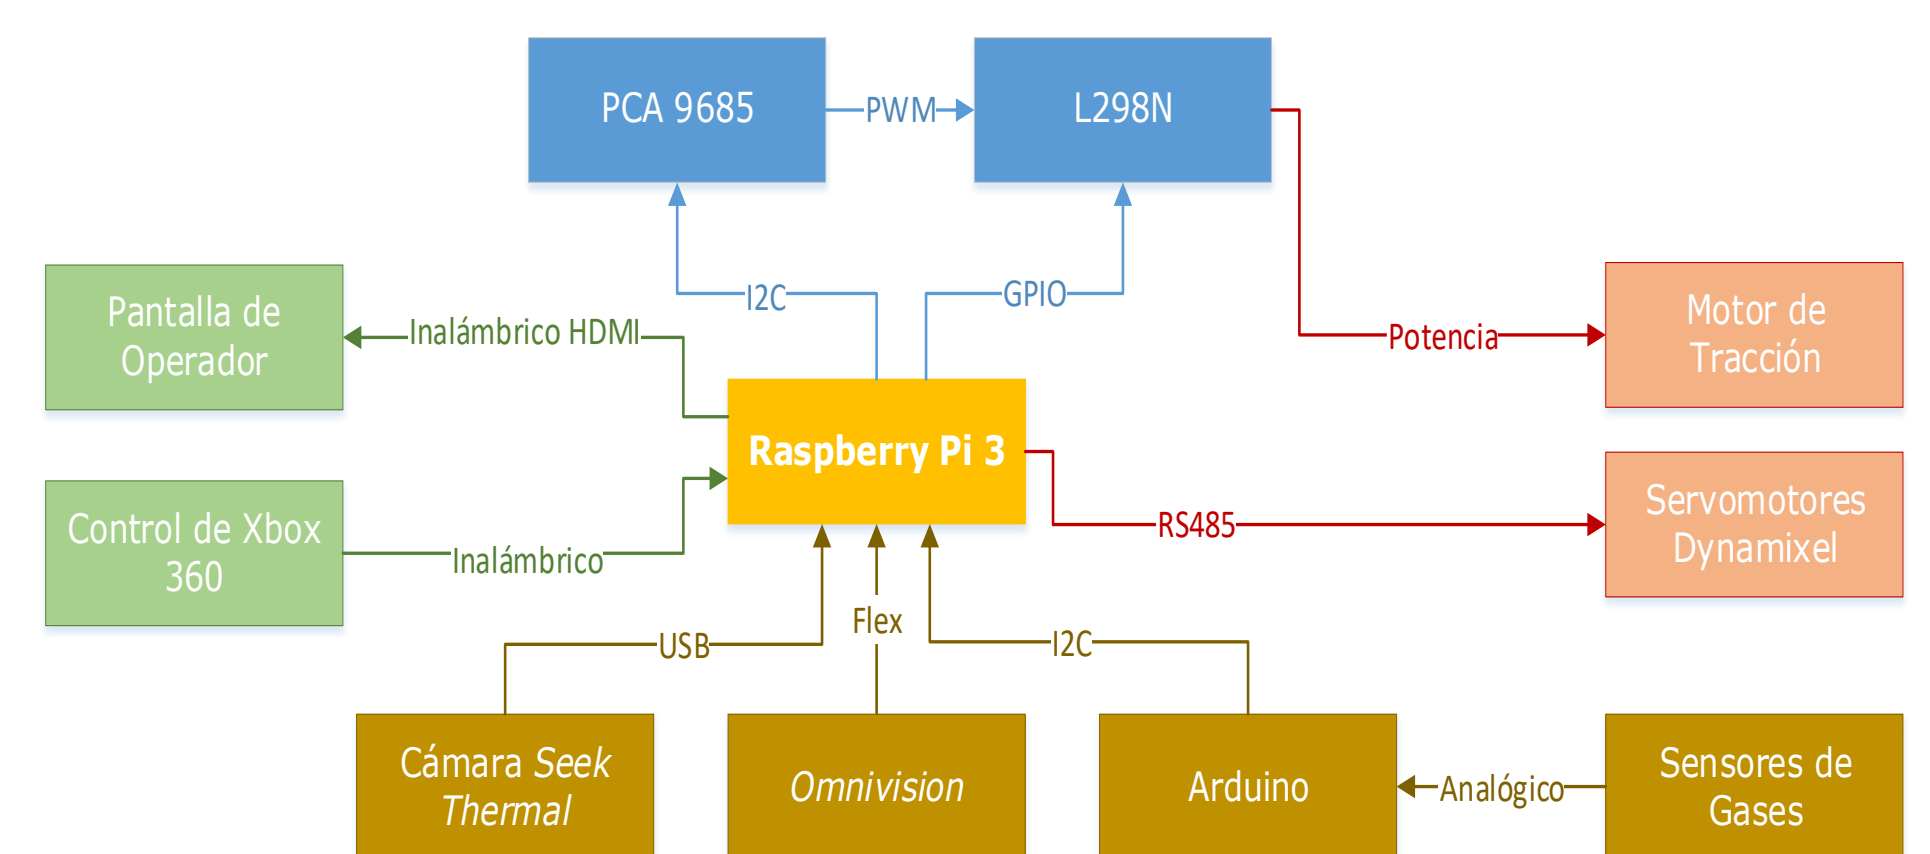 PCA 9685
PWM
L298N
I2C
GPIO
Pantalla de
Operador
Inalámbrico HDMI
Potencia
Motor de
Tracción
Raspberry Pi 3
Control de Xbox
360
Inalámbrico
RS485
Servomotores
Dynamixel
USB
Flex
I2C
Cámara Seek
Thermal
Omnivision
Arduino
Analógico
Sensores de
Gases